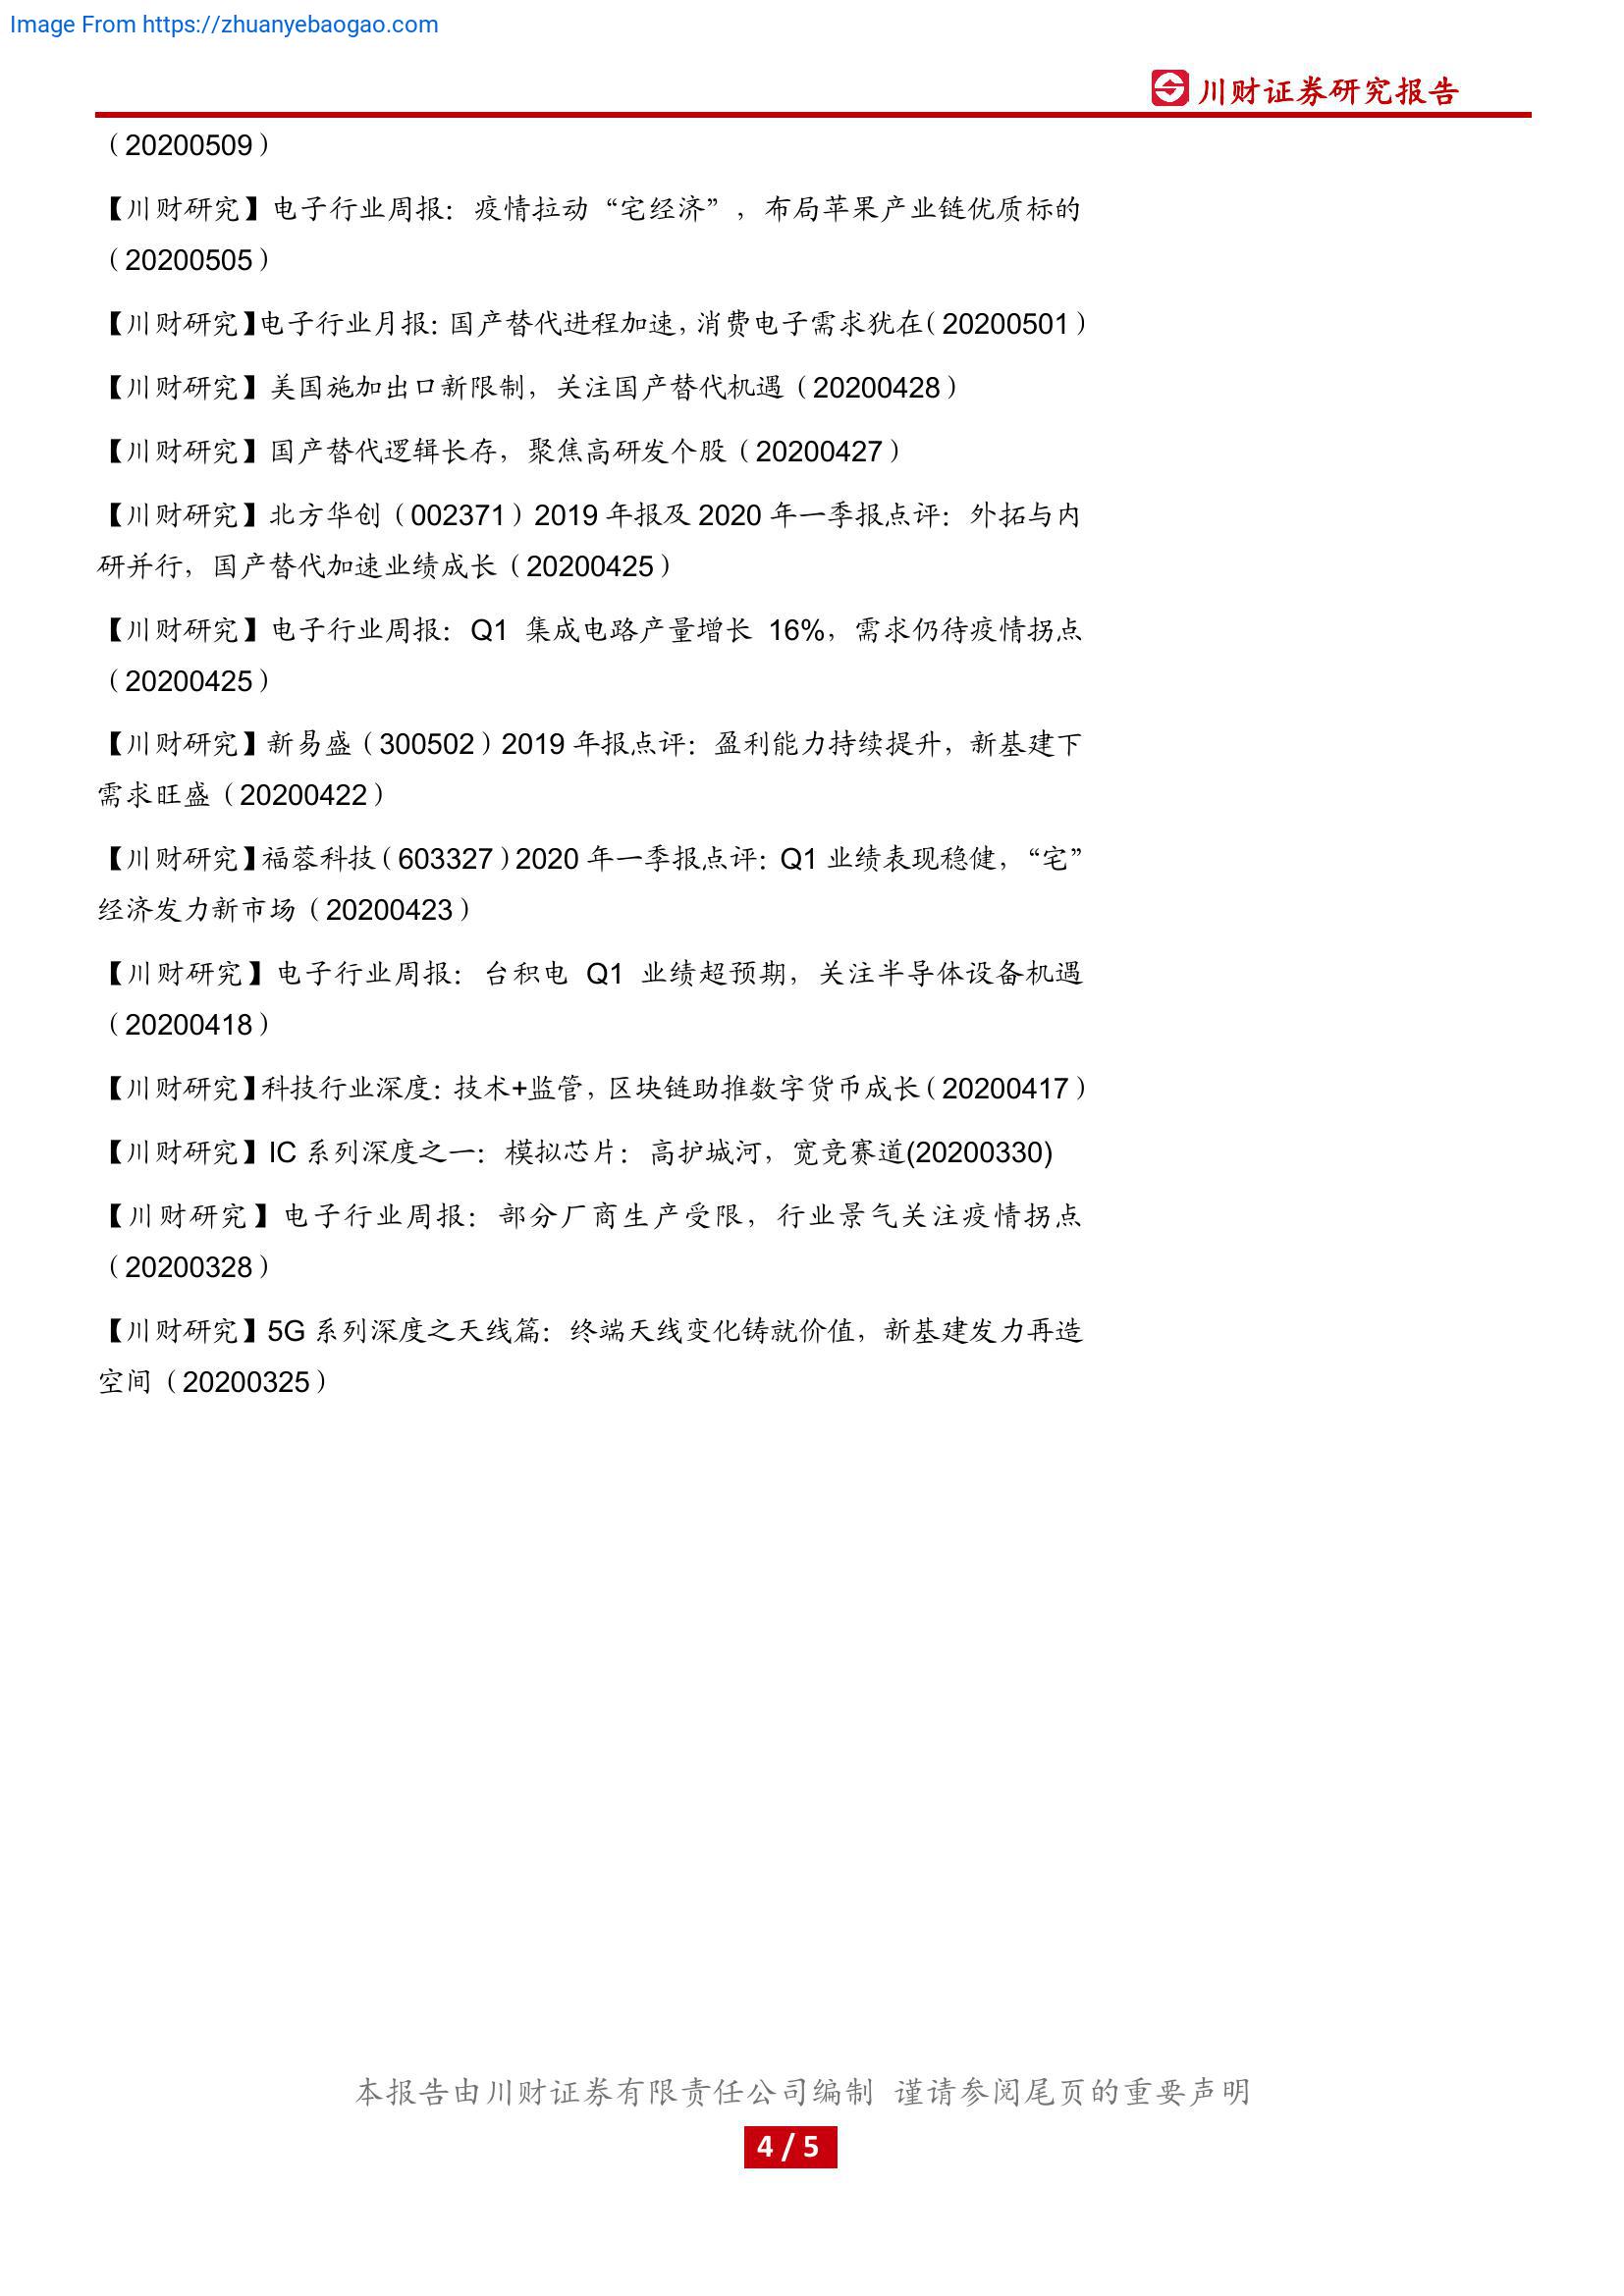 Image From https://zhuanyebaogao.com
川财证券研究报告
（20200509）
【川财研究】电子行业周报：疫情拉动“宅经济”，布局苹果产业链优质标的
（20200505）
【川财研究】电子行业月报：国产替代进程加速，消费电子需求犹在（20200501）
【川财研究】美国施加出口新限制，关注国产替代机遇（20200428）
【川财研究】国产替代逻辑长存，聚焦高研发个股（20200427）
【川财研究】北方华创（002371）2019 年报及 2020 年一季报点评：外拓与内
研并行，国产替代加速业绩成长（20200425）
【川财研究】电子行业周报：Q1 集成电路产量增长 16%，需求仍待疫情拐点
（20200425）
【川财研究】新易盛（300502）2019 年报点评：盈利能力持续提升，新基建下
需求旺盛（20200422）
【川财研究】福蓉科技（603327）2020 年一季报点评：Q1 业绩表现稳健，“宅”
经济发力新市场（20200423）
【川财研究】电子行业周报：台积电 Q1 业绩超预期，关注半导体设备机遇
（20200418）
【川财研究】科技行业深度：技术+监管，区块链助推数字货币成长（20200417）
【川财研究】IC 系列深度之一：模拟芯片：高护城河，宽竞赛道(20200330)
【川财研究】电子行业周报：部分厂商生产受限，行业景气关注疫情拐点
（20200328）
【川财研究】5G 系列深度之天线篇：终端天线变化铸就价值，新基建发力再造
空间（20200325）
本报告由川财证券有限责任公司编制 谨请参阅尾页的重要声明
4 / 5